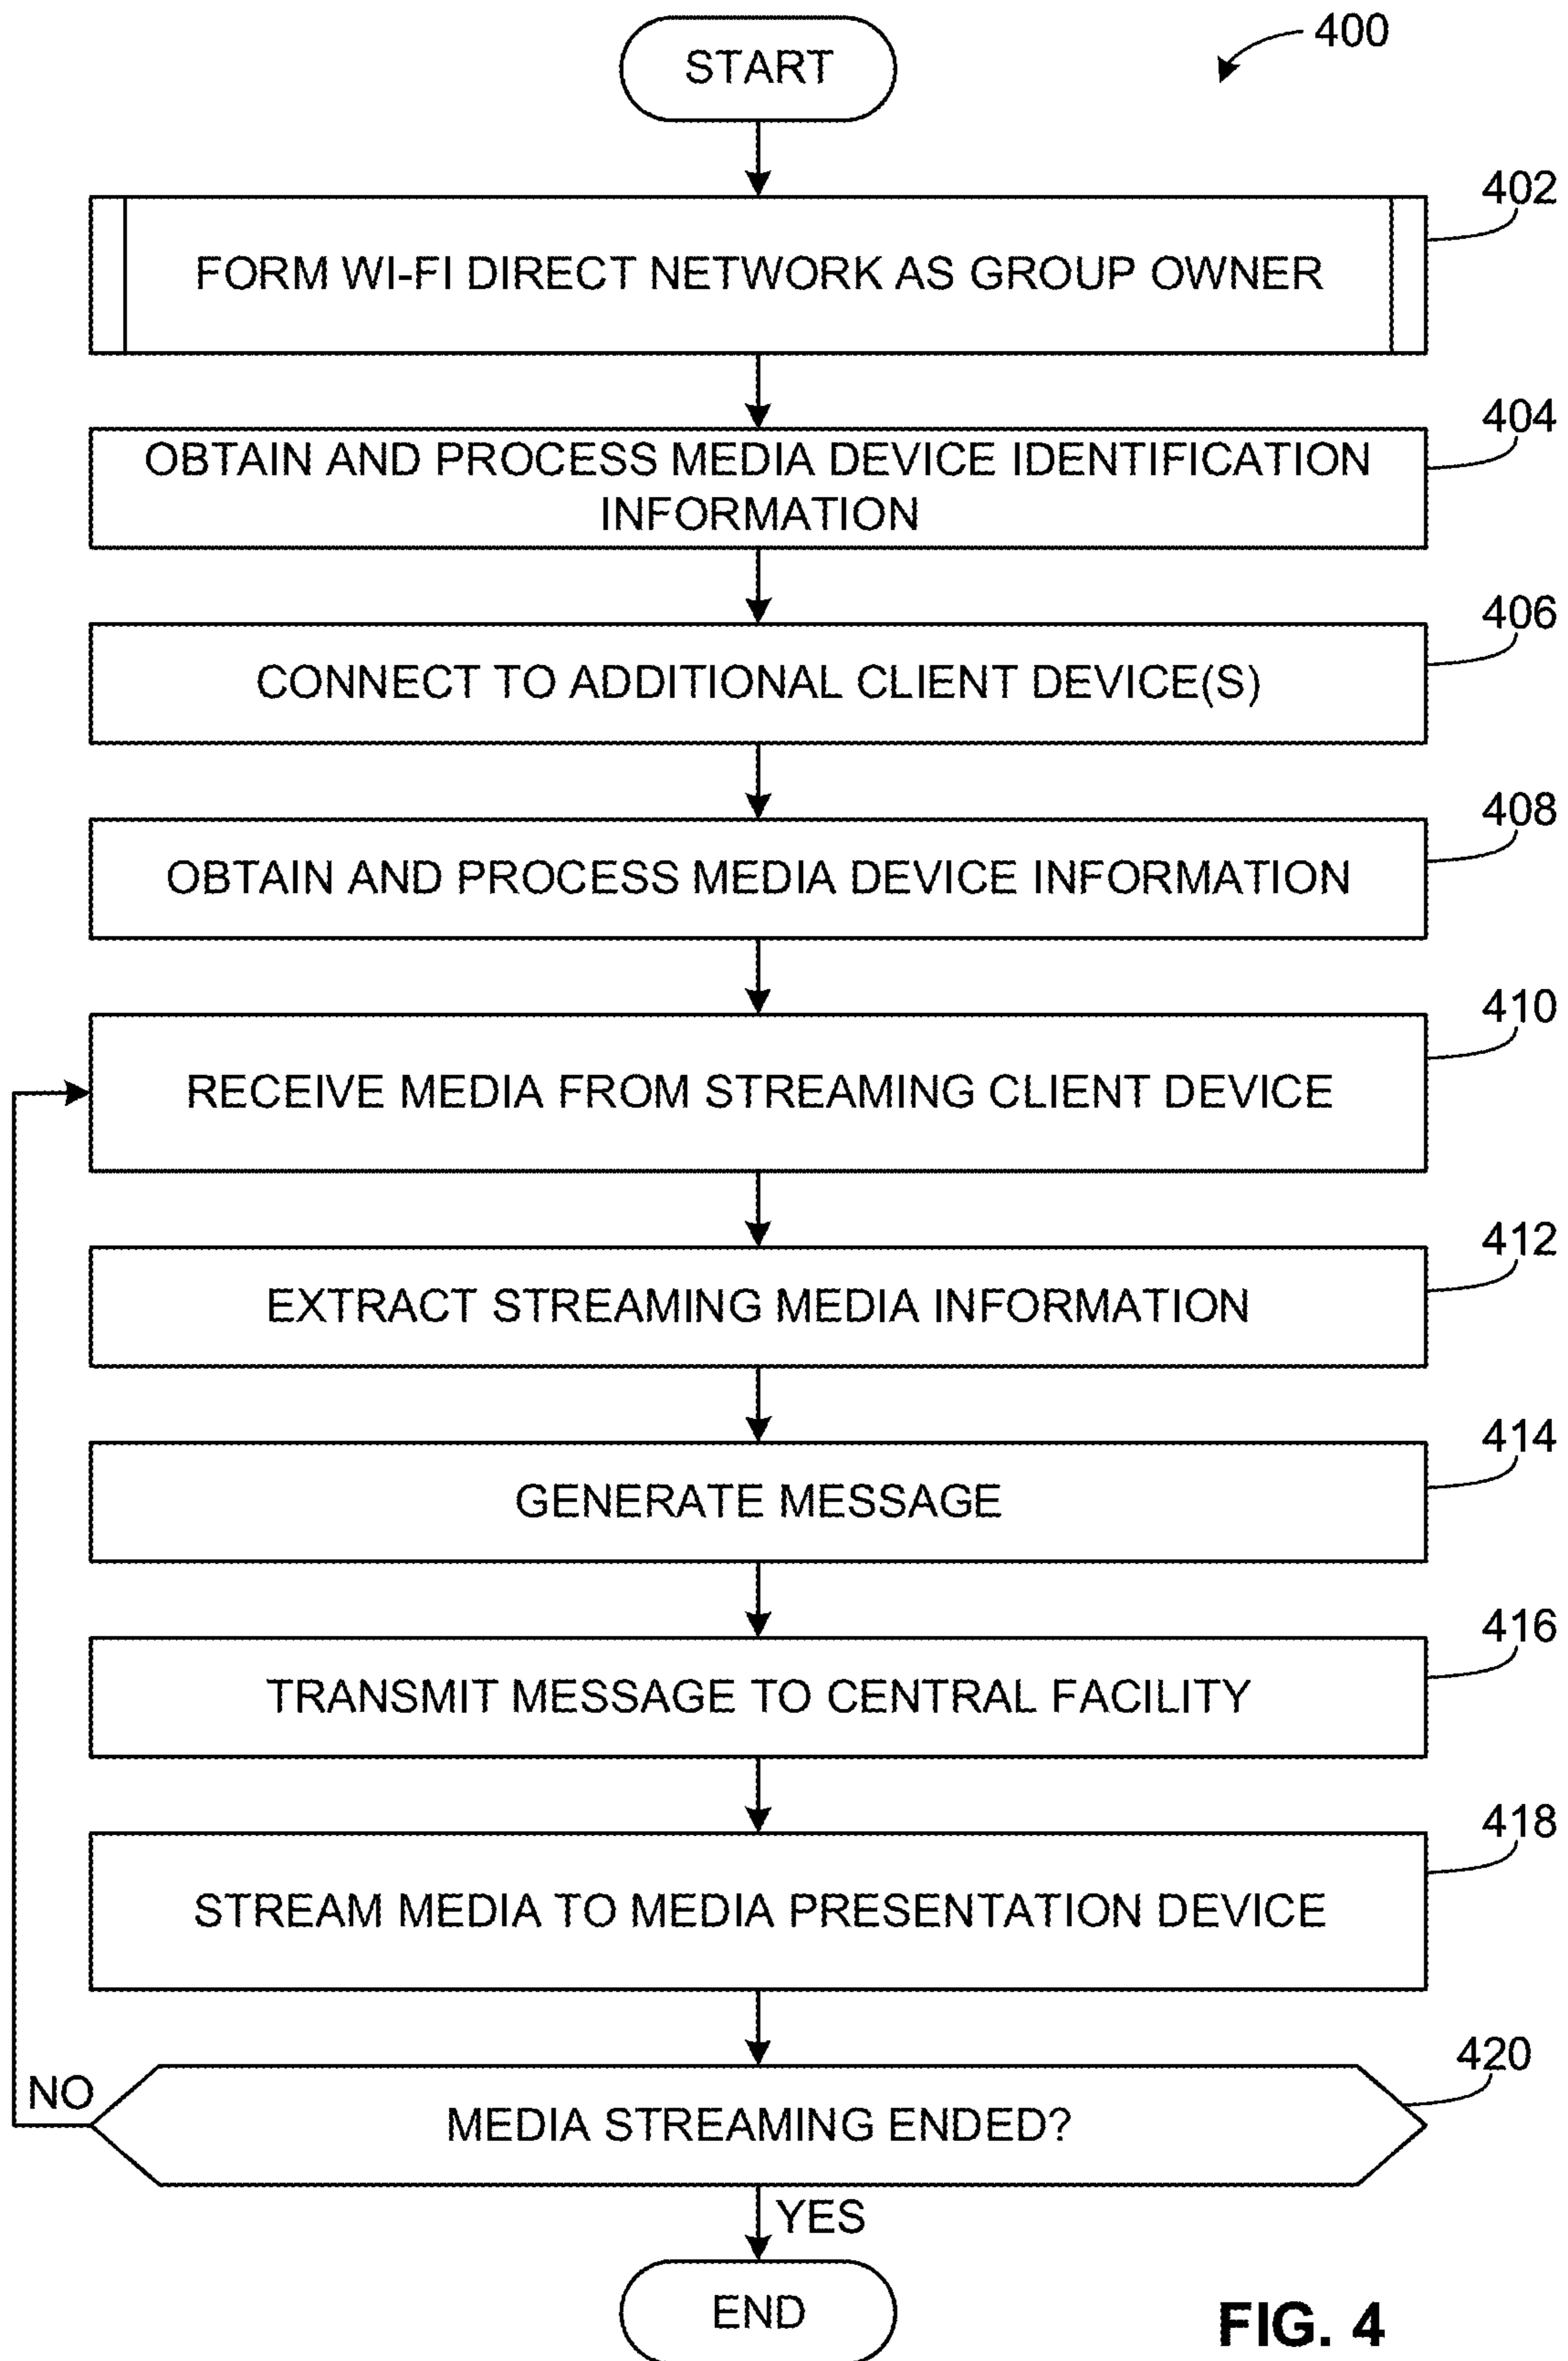 START
400
402
FORM WI-FI DIRECT NETWORK AS GROUP OWNER
404
OBTAIN AND PROCESS MEDIA DEVICE IDENTIFICATION
INFORMATION
406
CONNECT TO ADDITIONAL CLIENT DEVICE(S)
408
OBTAIN AND PROCESS MEDIA DEVICE INFORMATION
410
RECEIVE MEDIA FROM STREAMING CLIENT DEVICE
412
EXTRACT STREAMING MEDIA INFORMATION
414
GENERATE MESSAGE
416
TRANSMIT MESSAGE TO CENTRAL FACILITY
418
STREAM MEDIA TO MEDIA PRESENTATION DEVICE
420
NO
MEDIA STREAMING ENDED?
YES
END
FIG. 4